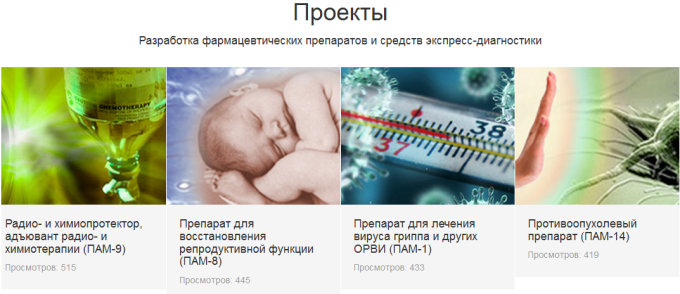 Проекты
Разработка фармацевтических препаратов и средств экспресс-диагностики
CHEMOTHERAPY
37
38
Радио- и химиопротектор,
адъювант радио- и
химиотерапии (ПАМ-9)
Просмотров: 515
Препарат для
восстановления
репродуктивной функции
(ПАМ-8)
Просмотров: 445
Препарат для лечения
вируса гриппа и других
ОРВИ (ПАМ-1)
Просмотров: 433
Противоопухолевый
препарат (ПАМ-14)
Просмотров: 419